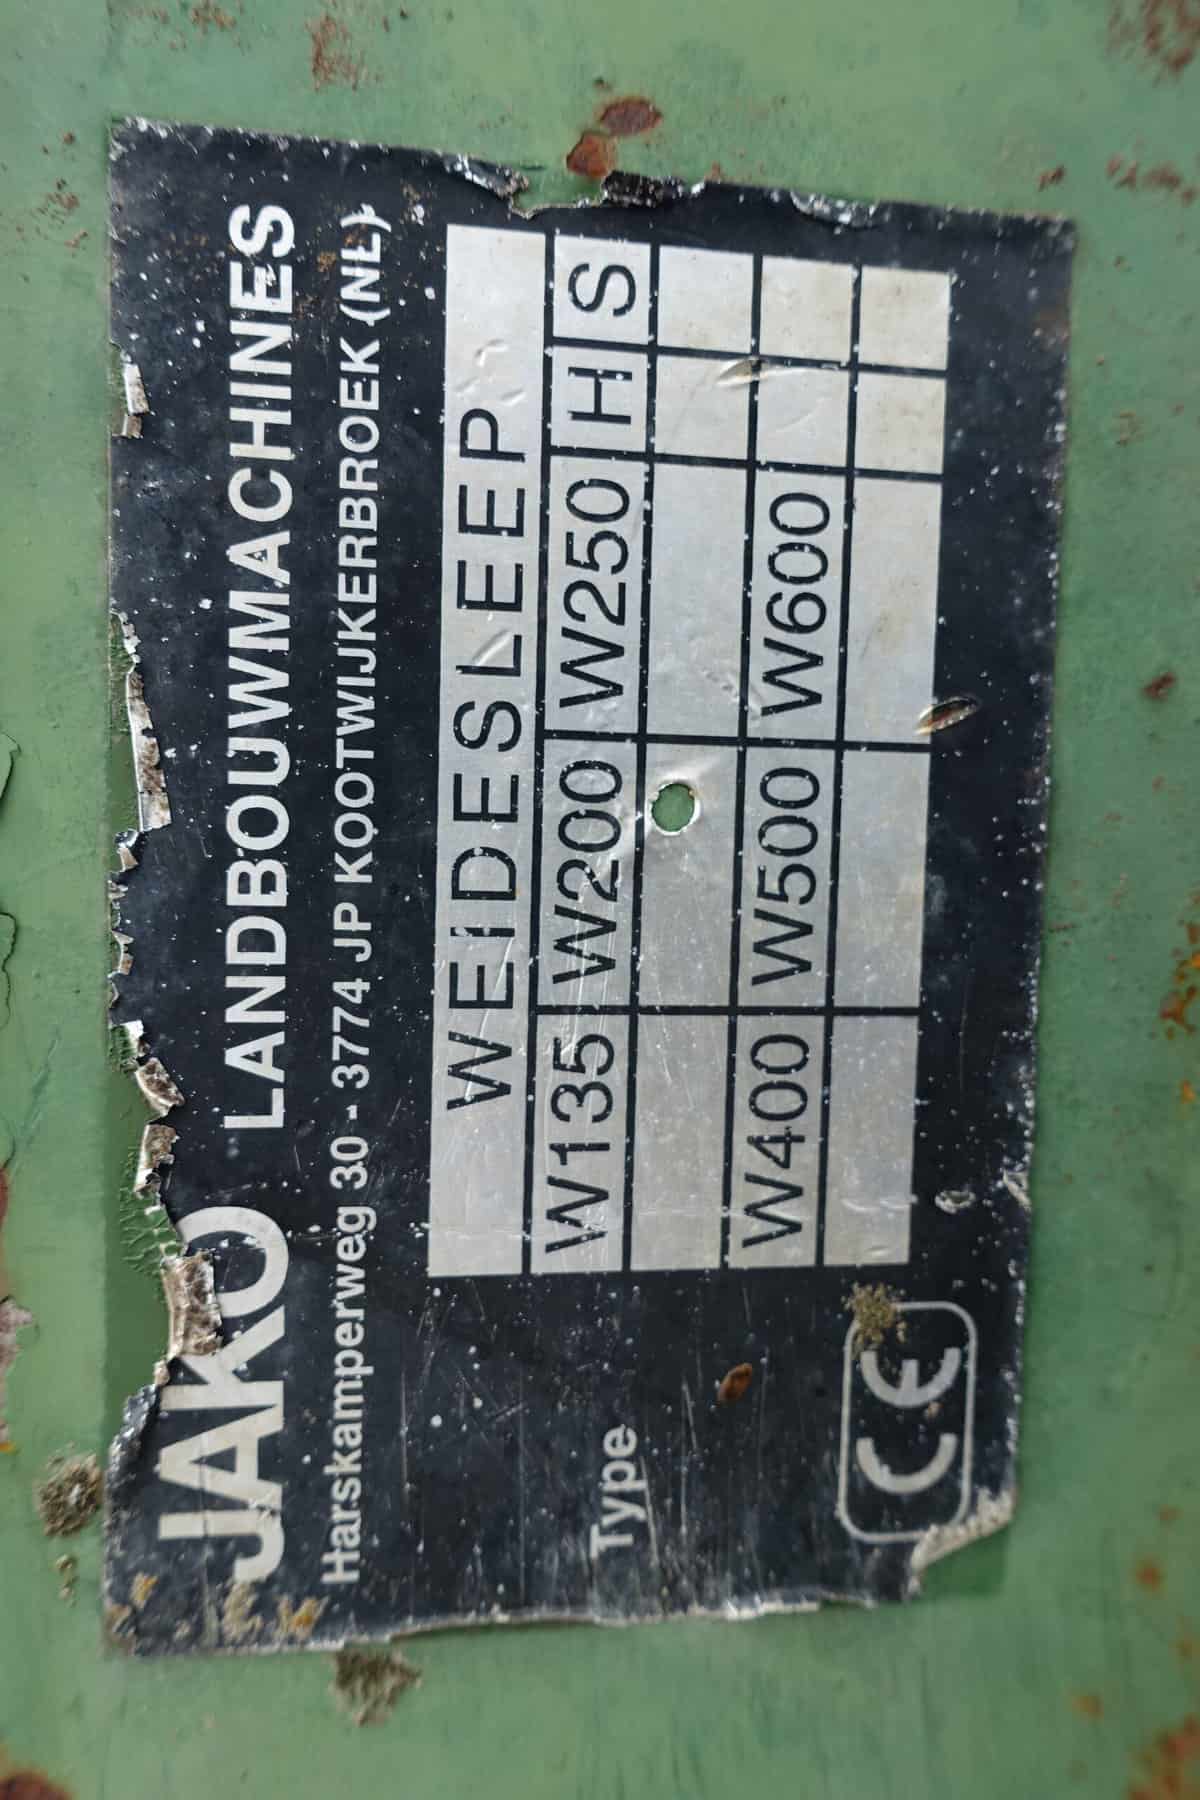 JAKO LANDBOUWMACHINES
Harskamperweg 30 - 3774 JP KOOTWIJKERBROEK (NL)
WEIDESLEEP
Type W135 W200 W250 H S
W400 W500 W600
CE